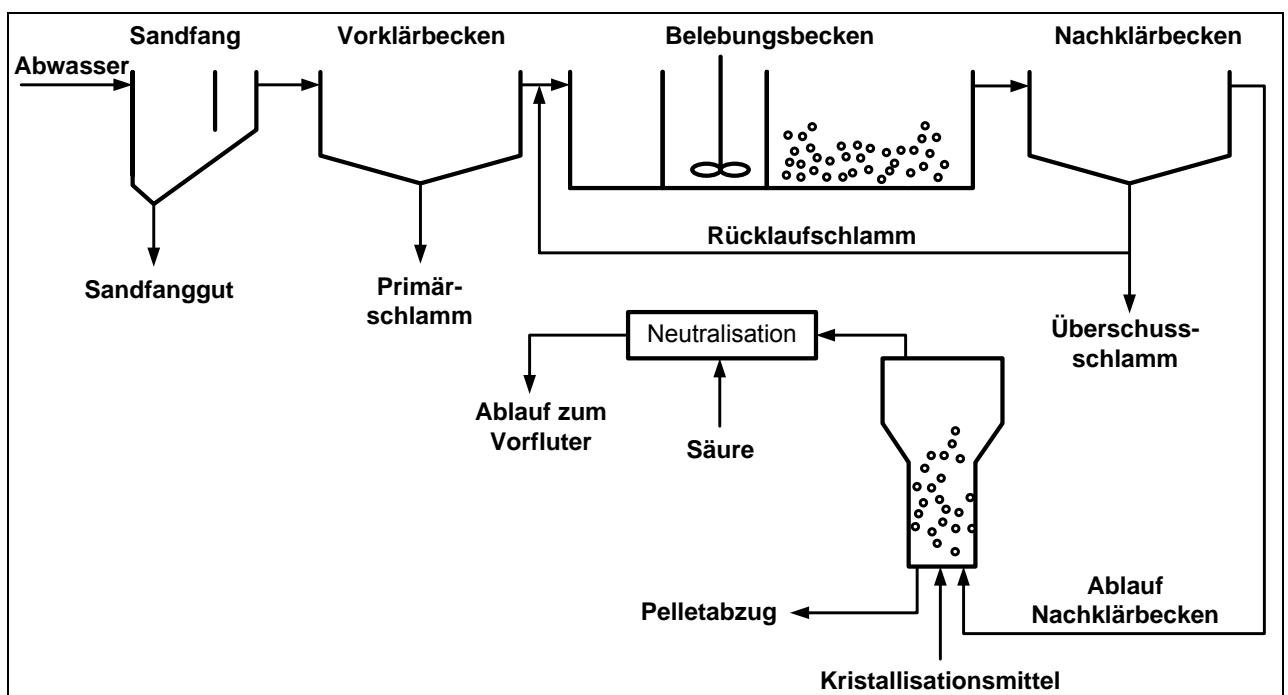 Sandfang
Vorklärbecken
Belebungsbecken
Nachklärbecken
Abwasser
Rücklaufschlamm
Sandfanggut
Primär-
schlamm
Überschuss-
schlamm
Neutralisation
Ablauf zum
Vorfluter
Säure
Pelletabzug
Ablauf
Nachklärbecken
Kristallisationsmittel